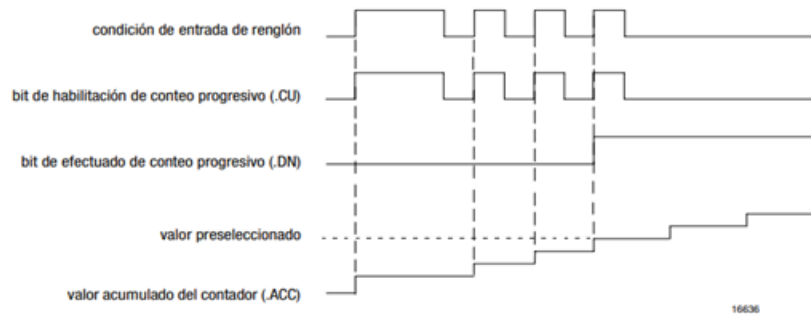 condición de entrada de renglón
bit de habilitación de conteo progresivo (.CU)
bit de efectuado de conteo progresivo (.DN)
valor preseleccionado
valor acumulado del contador (.ACC)
16636